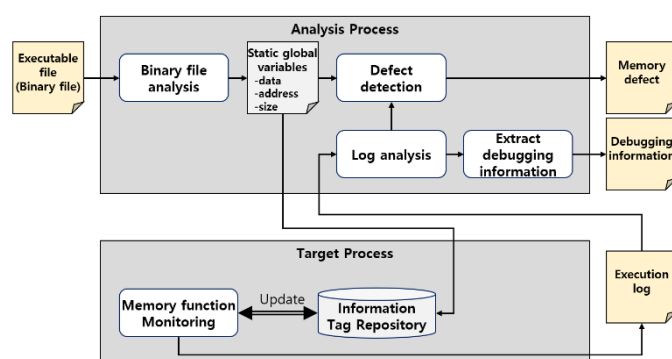 Analysis Process
Executable
file
(Binary file)
Binary file
analysis
Static global
variables
-data
-address
-size
Defect
detection
Memory
defect
Log analysis
Extract
debugging
information
Debugging
information
Target Process
Memory function
Monitoring
Update
Information
Tag Repository
Execution
log